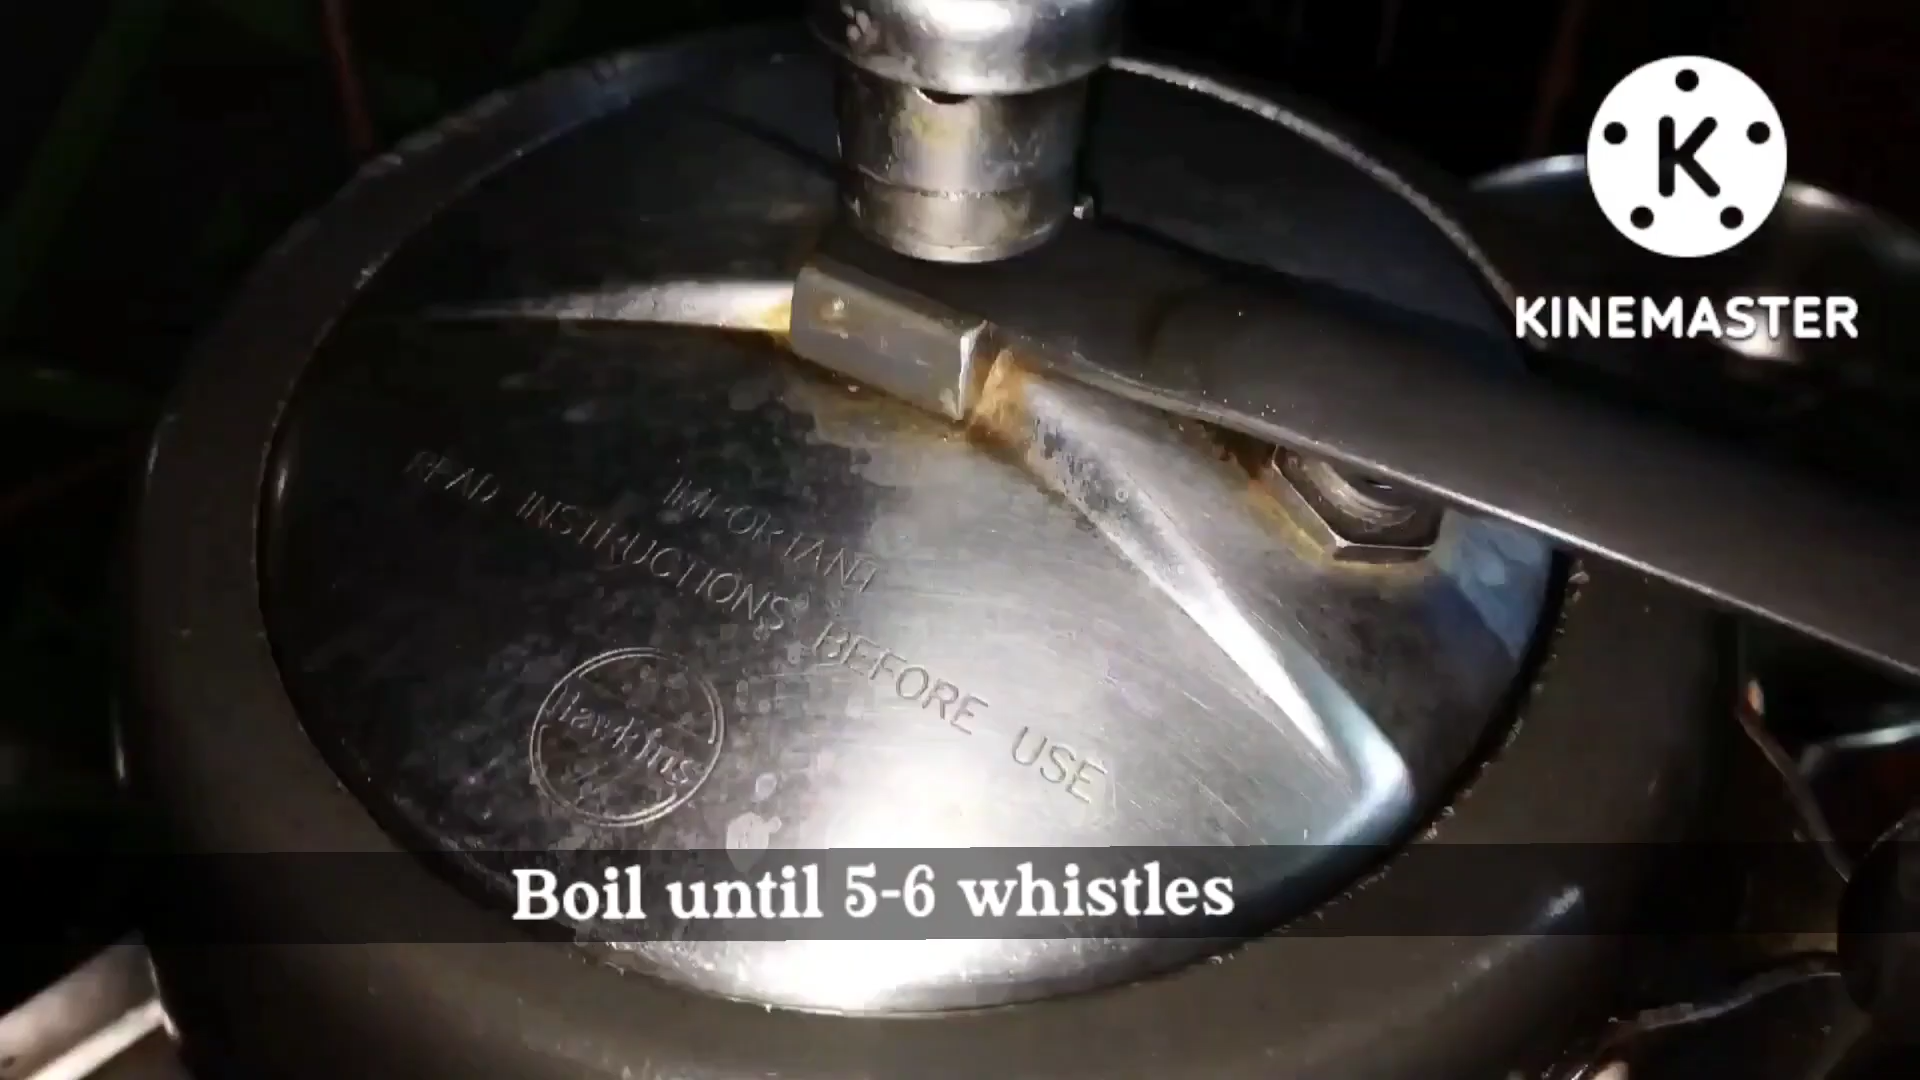 K
KINEMASTER
IMPORTANT
READ INSTRUCTIONS BEFORE USE
Hawkins
Boil until 5-6 whistles